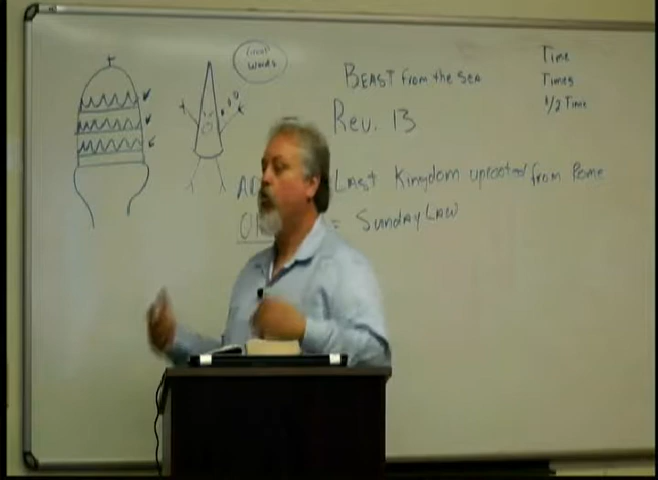 Great
Words
Beast from the sea
Rev. 13
Time
Times
1/2 Time
AD Last Kingdom uprooted from Rome
= Sunday Law